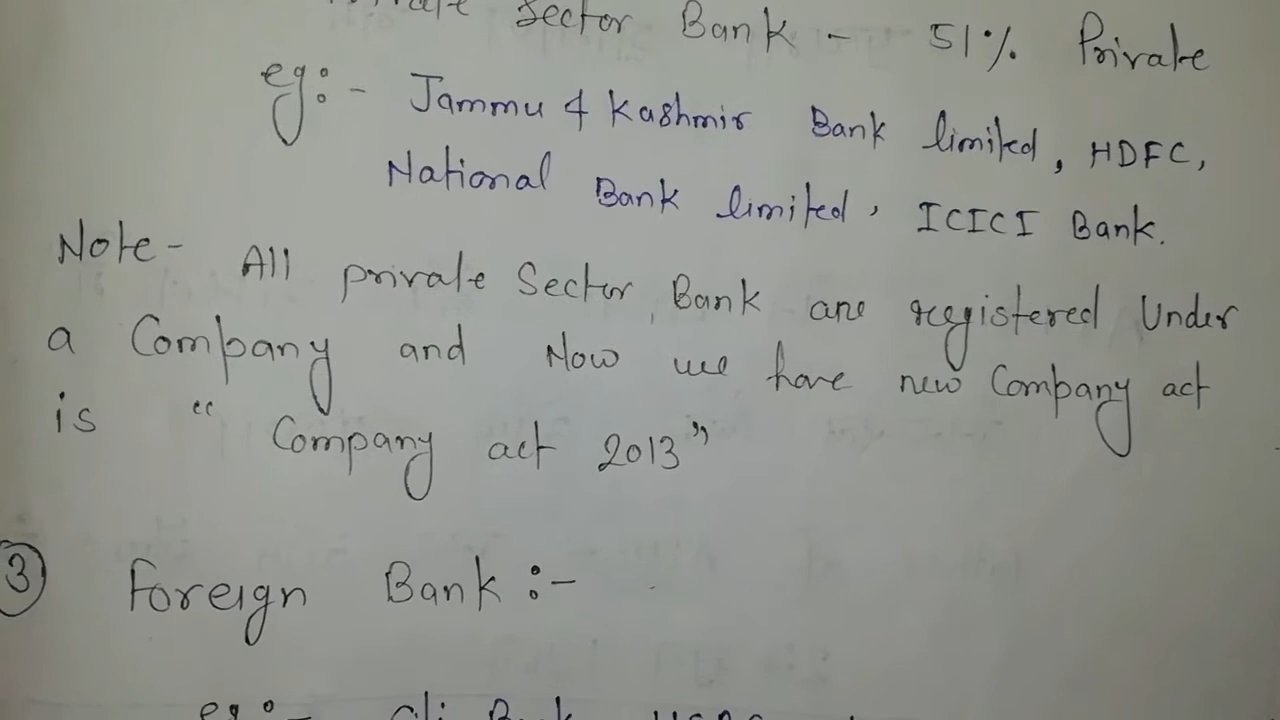 Sector Bank - 51% Private
eg:- Jammu & Kashmir Bank limited, HDFC,
National Bank limited, ICICI Bank.
Note- All private Sector Bank are registered Under
a Company and Now we have new Company act
is "Company act 2013"
③ Foreign Bank :-
eg:- Bank